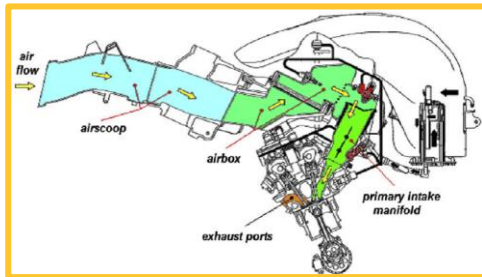 air
flow
airscoop
airbox
primary intake
manifold
exhaust ports